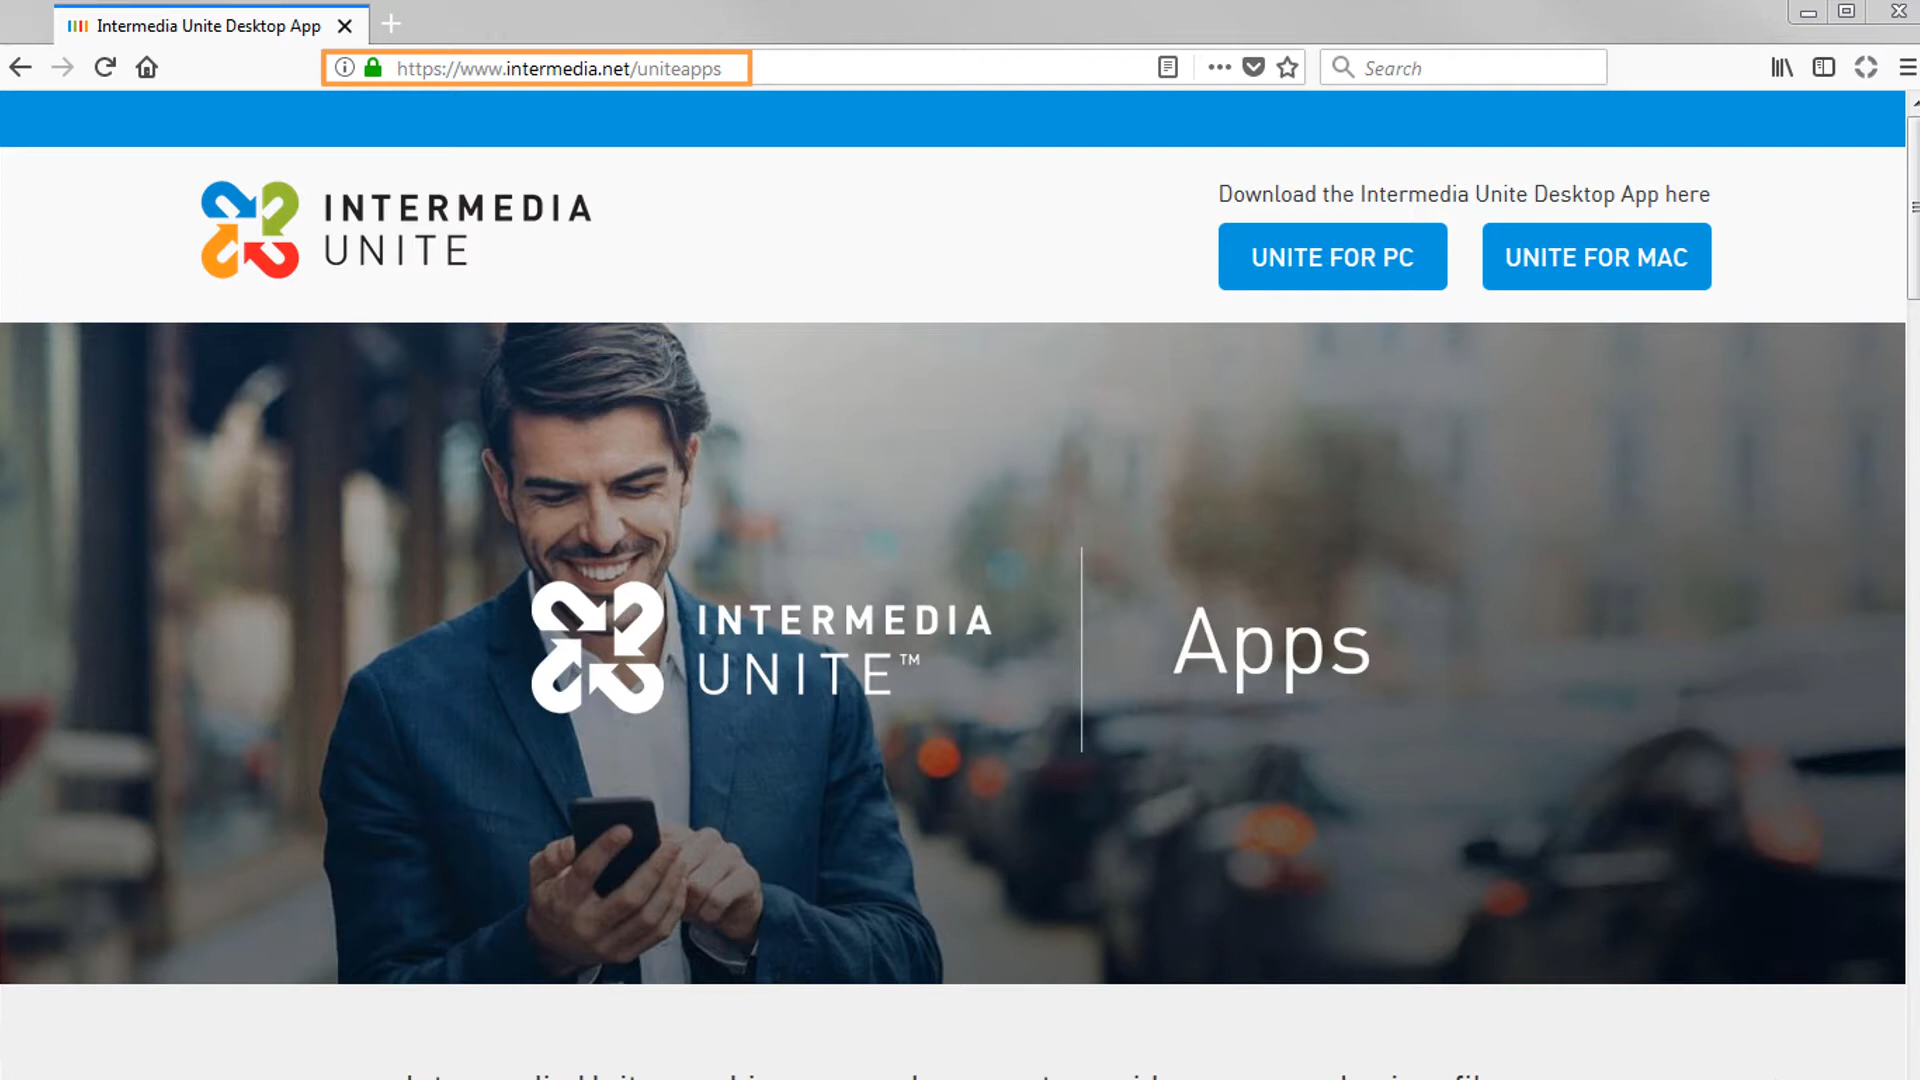 Intermedia Unite Desktop App
https://www.intermedia.net/uniteapps
Search
INTERMEDIA
UNITE
Download the Intermedia Unite Desktop App here
UNITE FOR PC
UNITE FOR MAC
INTERMEDIA
UNITE™
Apps